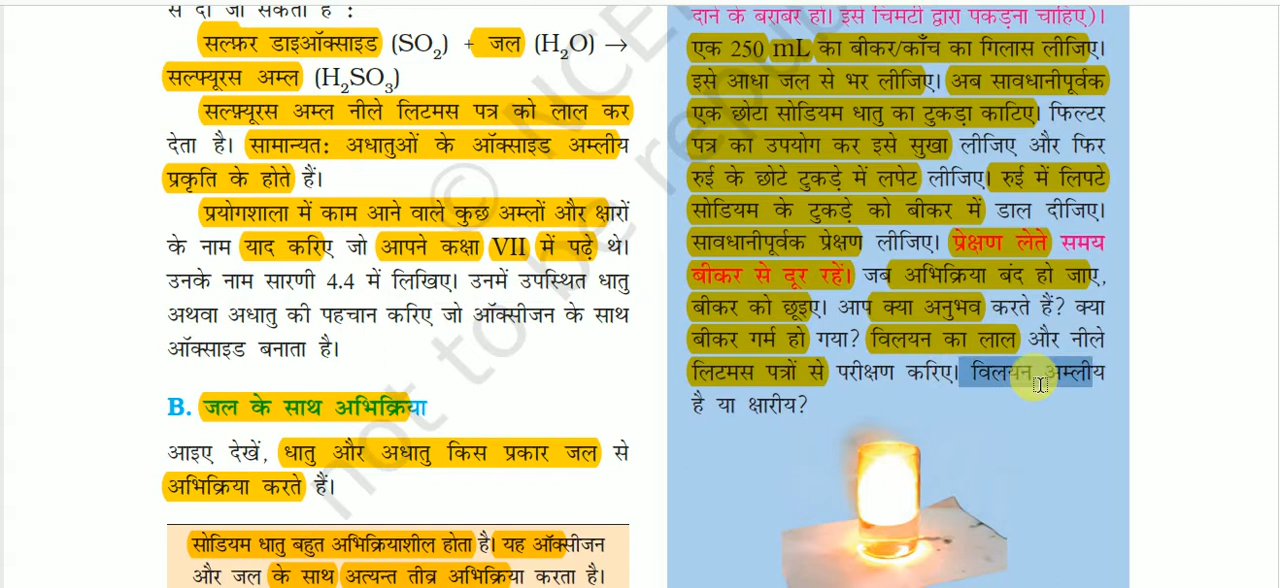 से दी जा सकती है :
सल्फ़र डाइऑक्साइड (SO₂) + जल (H₂O) →
सल्फ्यूरस अम्ल (H₂SO₃)
सल्फ़्यूरस अम्ल नीले लिटमस पत्र को लाल कर
देता है। सामान्यत: अधातुओं के ऑक्साइड अम्लीय
प्रकृति के होते हैं।
प्रयोगशाला में काम आने वाले कुछ अम्लों और क्षारों
के नाम याद करिए जो आपने कक्षा VII में पढ़े थे।
उनके नाम सारणी 4.4 में लिखिए। उनमें उपस्थित धातु
अथवा अधातु की पहचान करिए जो ऑक्सीजन के साथ
ऑक्साइड बनाता है।
B. जल के साथ अभिक्रिया
आइए देखें, धातु और अधातु किस प्रकार जल से
अभिक्रिया करते हैं।
सोडियम धातु बहुत अभिक्रियाशील होता है। यह ऑक्सीजन
और जल के साथ अत्यन्त तीव्र अभिक्रिया करता है।
दाने के बराबर हो। इसे चिमटी द्वारा पकड़ना चाहिए)।
एक 250 mL का बीकर/काँच का गिलास लीजिए।
इसे आधा जल से भर लीजिए। अब सावधानीपूर्वक
एक छोटा सोडियम धातु का टुकड़ा काटिए। फिल्टर
पत्र का उपयोग कर इसे सुखा लीजिए और फिर
रुई के छोटे टुकड़े में लपेट लीजिए। रुई में लिपटे
सोडियम के टुकड़े को बीकर में डाल दीजिए।
सावधानीपूर्वक प्रेक्षण लीजिए। प्रेक्षण लेते समय
बीकर से दूर रहें। जब अभिक्रिया बंद हो जाए,
बीकर को छूइए। आप क्या अनुभव करते हैं? क्या
बीकर गर्म हो गया? विलयन का लाल और नीले
लिटमस पत्रों से परीक्षण करिए। विलयन अम्लीय
है या क्षारीय?
© NCE
not to be republ